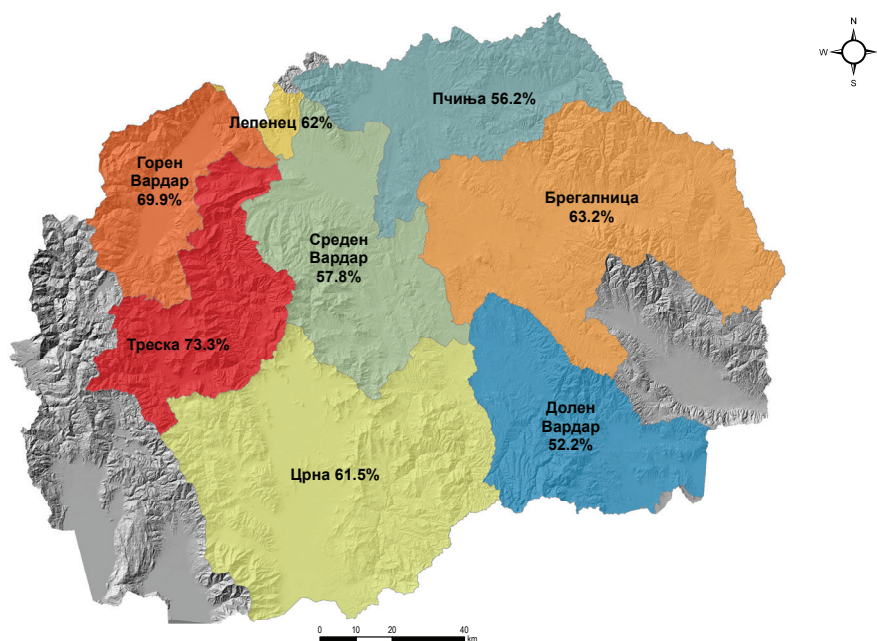 N
W E
S
Пчиња 56.2%
Лепенец 62%
Горен
Вардар
69.9%
Брегалница
63.2%
Среден
Вардар
57.8%
Треска 73.3%
Долен
Вардар
52.2%
Црна 61.5%
0 10 20 40
km